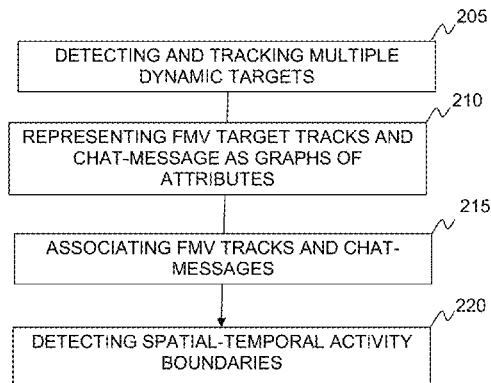 205
DETECTING AND TRACKING MULTIPLE
DYNAMIC TARGETS
210
REPRESENTING FMV TARGET TRACKS AND
CHAT-MESSAGE AS GRAPHS OF
ATTRIBUTES
215
ASSOCIATING FMV TRACKS AND CHAT-
MESSAGES
220
DETECTING SPATIAL-TEMPORAL ACTIVITY
BOUNDARIES